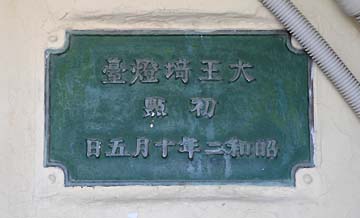 大王埼燈臺
初點
昭和二年十月五日